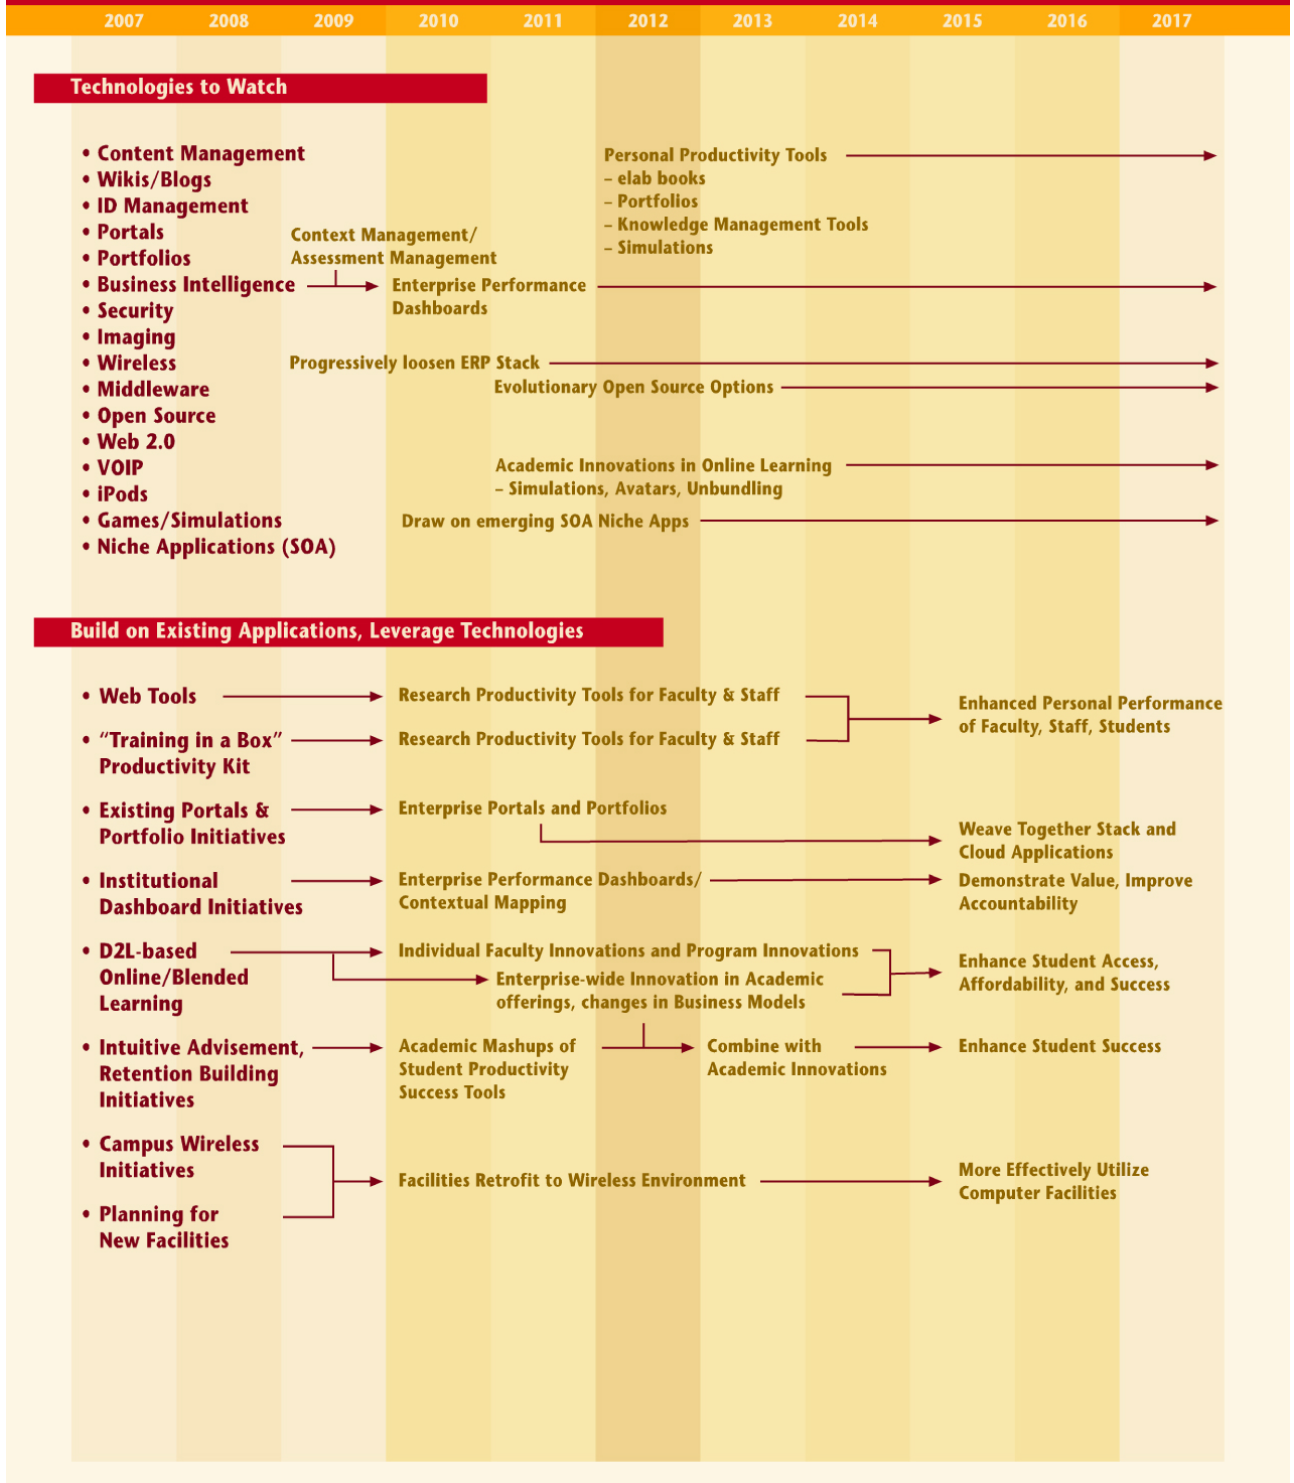 2007 2008 2009 2010 2011 2012 2013 2014 2015 2016 2017
Technologies to Watch
• Content Management
• Wikis/Blogs
• ID Management
• Portals
• Portfolios
• Business Intelligence
• Security
• Imaging
• Wireless
• Middleware
• Open Source
• Web 2.0
• VOIP
• iPods
• Games/Simulations
• Niche Applications (SOA)
Context Management/
Assessment Management
Enterprise Performance
Dashboards
Personal Productivity Tools
– elab books
– Portfolios
– Knowledge Management Tools
– Simulations
Progressively loosen ERP Stack
Evolutionary Open Source Options
Academic Innovations in Online Learning
– Simulations, Avatars, Unbundling
Draw on emerging SOA Niche Apps
Build on Existing Applications, Leverage Technologies
• Web Tools
Research Productivity Tools for Faculty & Staff
• “Training in a Box”
Productivity Kit
Research Productivity Tools for Faculty & Staff
Enhanced Personal Performance
of Faculty, Staff, Students
• Existing Portals &
Portfolio Initiatives
Enterprise Portals and Portfolios
Weave Together Stack and
Cloud Applications
• Institutional
Dashboard Initiatives
Enterprise Performance Dashboards/
Contextual Mapping
Demonstrate Value, Improve
Accountability
• D2L-based
Online/Blended
Learning
Individual Faculty Innovations and Program Innovations
Enterprise-wide Innovation in Academic
offerings, changes in Business Models
Enhance Student Access,
Affordability, and Success
• Intuitive Advisement,
Retention Building
Initiatives
Academic Mashups of
Student Productivity
Success Tools
Combine with
Academic Innovations
Enhance Student Success
• Campus Wireless
Initiatives
• Planning for
New Facilities
Facilities Retrofit to Wireless Environment
More Effectively Utilize
Computer Facilities